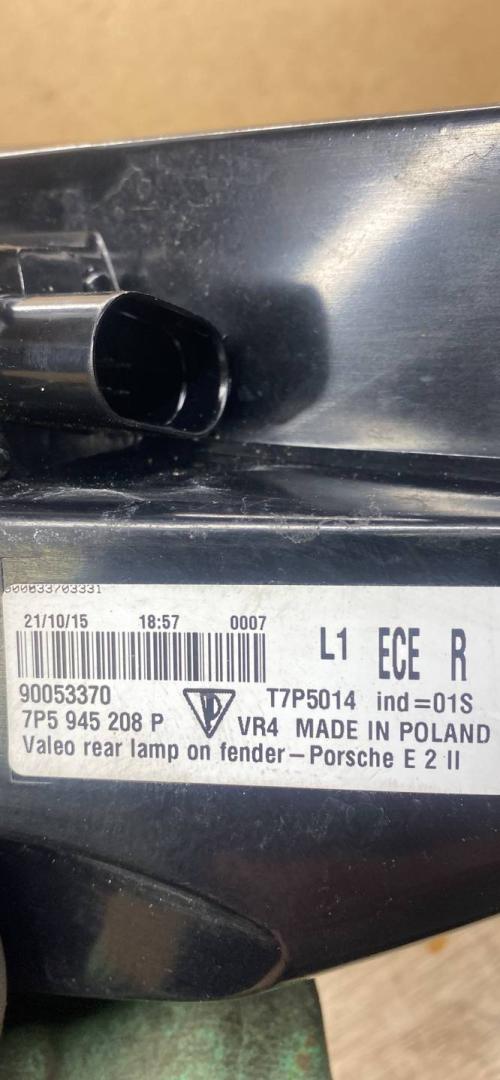 21/10/15 18:57 0007
L1 ECE R
90053370 T7P5014 ind=01S
7P5 945 208 P VR4 MADE IN POLAND
Valeo rear lamp on fender–Porsche E 2 II